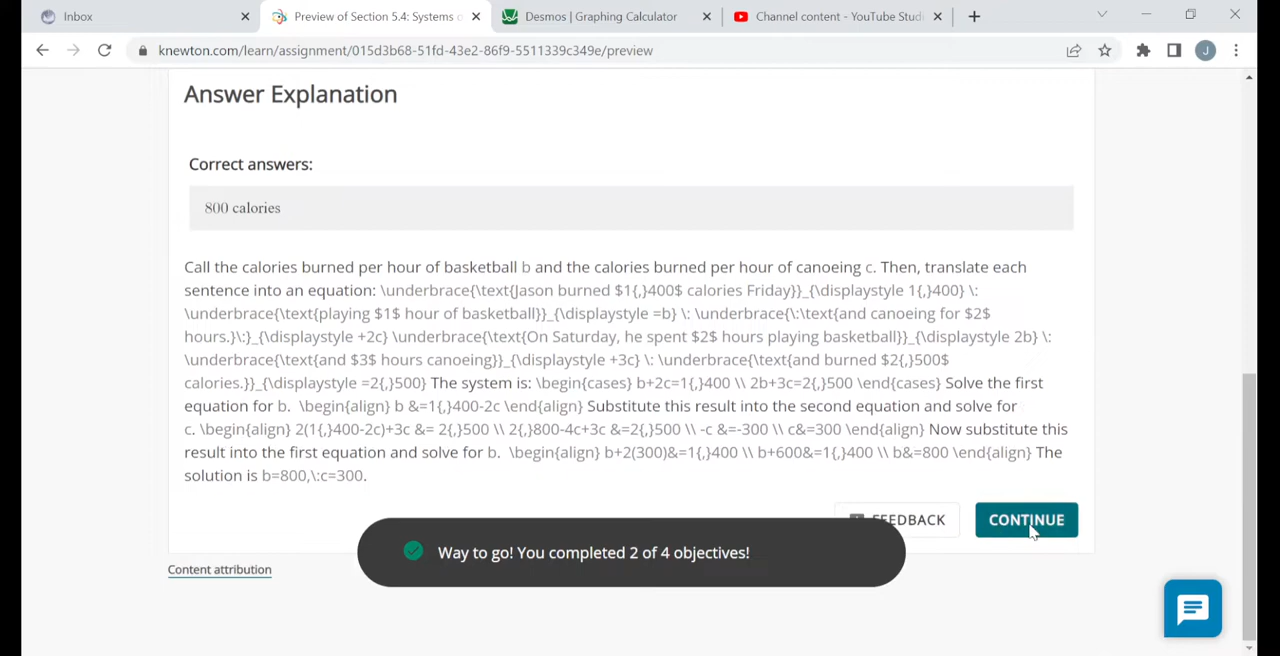 Inbox
Preview of Section 5.4: Systems o
Desmos | Graphing Calculator
Channel content - YouTube Studi
knewton.com/learn/assignment/015d3b68-51fd-43e2-86f9-5511339c349e/preview
J
Answer Explanation
Correct answers:
800 calories
Call the calories burned per hour of basketball b and the calories burned per hour of canoeing c. Then, translate each
sentence into an equation: \underbrace{\text{Jason burned $1{,}400$ calories Friday}}_{\displaystyle 1{,}400} \:
\underbrace{\text{playing $1$ hour of basketball}}_{\displaystyle =b} \: \underbrace{\:\text{and canoeing for $2$
hours.}\:}_{\displaystyle +2c} \underbrace{\text{On Saturday, he spent $2$ hours playing basketball}}_{\displaystyle 2b} \:
\underbrace{\text{and $3$ hours canoeing}}_{\displaystyle +3c} \: \underbrace{\text{and burned $2{,}500$
calories.}}_{\displaystyle =2{,}500} The system is: \begin{cases} b+2c=1{,}400 \\ 2b+3c=2{,}500 \end{cases} Solve the first
equation for b. \begin{align} b &=1{,}400-2c \end{align} Substitute this result into the second equation and solve for
c. \begin{align} 2(1{,}400-2c)+3c &= 2{,}500 \\ 2{,}800-4c+3c &=2{,}500 \\ -c &=-300 \\ c&=300 \end{align} Now substitute this
result into the first equation and solve for b. \begin{align} b+2(300)&=1{,}400 \\ b+600&=1{,}400 \\ b&=800 \end{align} The
solution is b=800,\:c=300.
FEEDBACK
CONTINUE
Way to go! You completed 2 of 4 objectives!
Content attribution